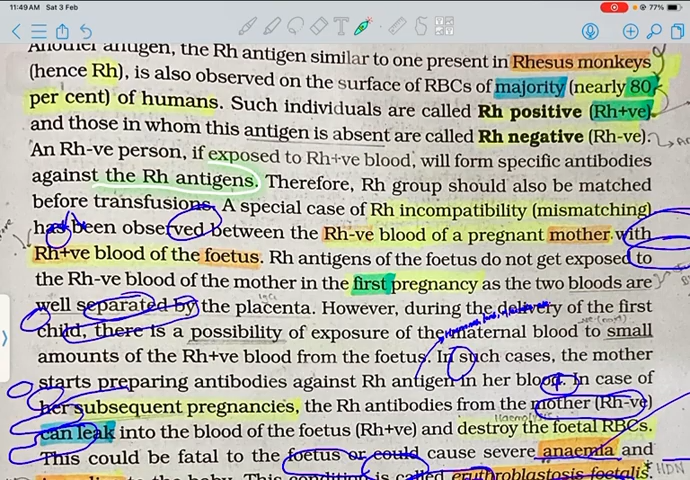 11:49 AM Sat 3 Feb
77%
Another antigen, the Rh antigen similar to one present in Rhesus monkeys
(hence Rh), is also observed on the surface of RBCs of majority (nearly 80
per cent) of humans. Such individuals are called Rh positive (Rh+ve)
and those in whom this antigen is absent are called Rh negative (Rh-ve).
An Rh-ve person, if exposed to Rh+ve blood, will form specific antibodies
against the Rh antigens. Therefore, Rh group should also be matched
before transfusions. A special case of Rh incompatibility (mismatching)
has been observed between the Rh-ve blood of a pregnant mother with
Rh+ve blood of the foetus. Rh antigens of the foetus do not get exposed to
the Rh-ve blood of the mother in the first pregnancy as the two bloods are
well separated by the placenta. However, during the delivery of the first
child, there is a possibility of exposure of the maternal blood to small
amounts of the Rh+ve blood from the foetus. In such cases, the mother
starts preparing antibodies against Rh antigen in her blood. In case of
her subsequent pregnancies, the Rh antibodies from the mother (Rh-ve)
can leak into the blood of the foetus (Rh+ve) and destroy the foetal RBCs.
This could be fatal to the foetus or could cause severe anaemia and
to the baby. This condition is called erythroblastosis foetalis.
HDN